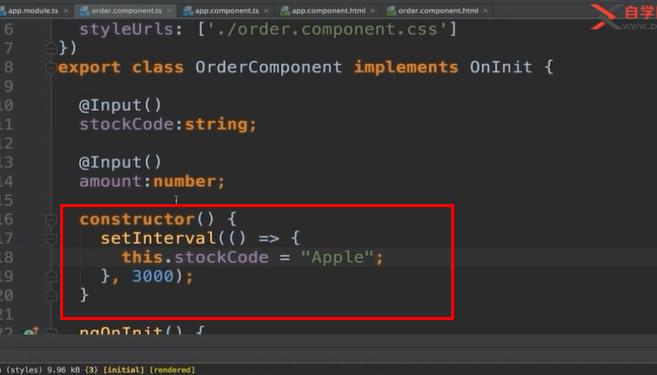 app.module.ts × order.component.ts × app.component.ts × app.component.html × order.component.html ×
自学
6 styleUrls: ['./order.component.css']
7 })
8 export class OrderComponent implements OnInit {
9
10 @Input()
11 stockCode:string;
12
13 @Input()
14 amount:number;
15
16 constructor() {
17 setInterval(() => {
18 this.stockCode = "Apple";
19 }, 3000);
20 }
21
22 ngOnInit() {
(styles) 9.96 kB {3} [initial] [rendered]